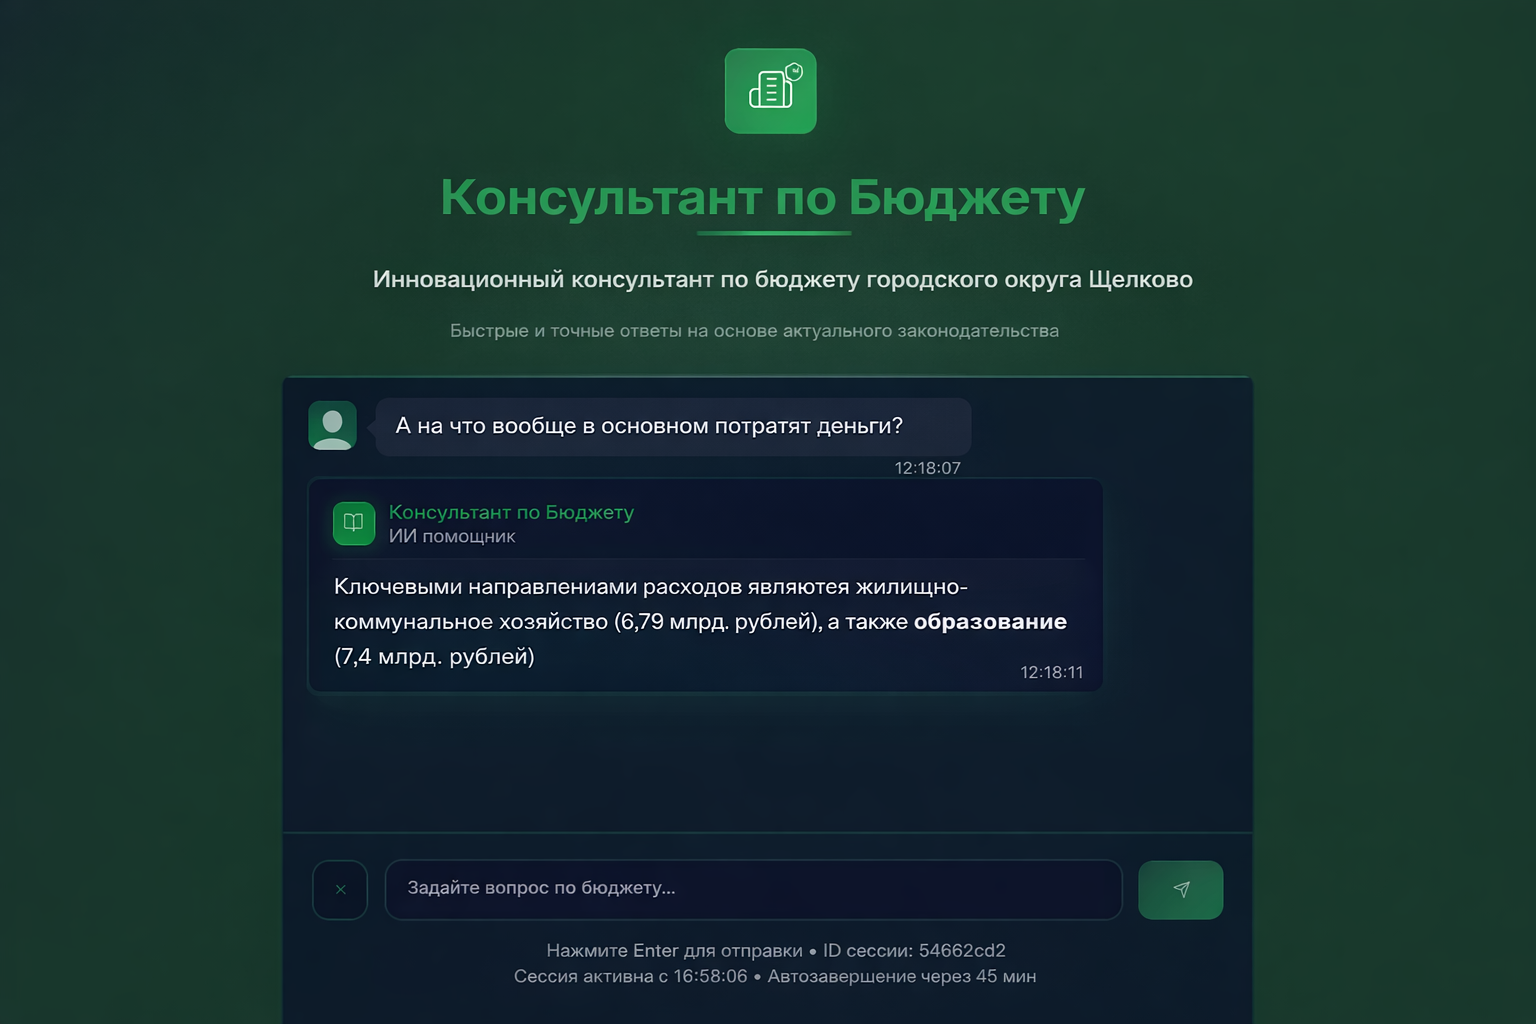 Консультант по Бюджету
Инновационный консультант по бюджету городского округа Щелково
Быстрые и точные ответы на основе актуального законодательства
А на что вообще в основном потратят деньги?
12:18:07
Консультант по Бюджету
ИИ помощник
Ключевыми направлениами расходов являютея жилищно-
коммунальное хозяйство (6,79 млрд. рублей), а также образование
(7,4 млрд. рублей)
12:18:11
Задайте вопрос по бюджету...
Нажмите Enter для отправки • ID сессии: 54662cd2
Сессия активна с 16:58:06 • Автозавершение через 45 мин